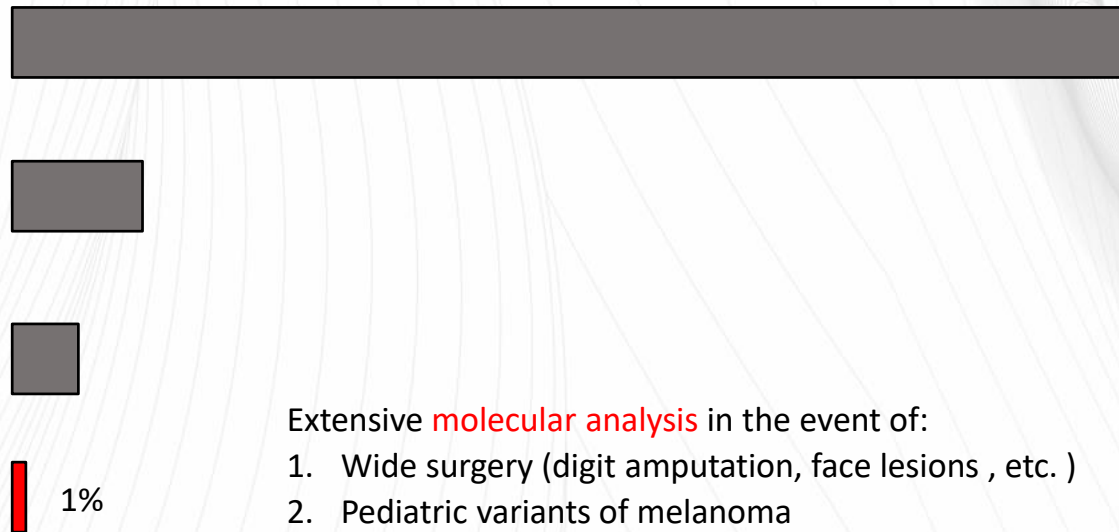 Extensive molecular analysis in the event of:
1. Wide surgery (digit amputation, face lesions , etc. )
1%
2. Pediatric variants of melanoma